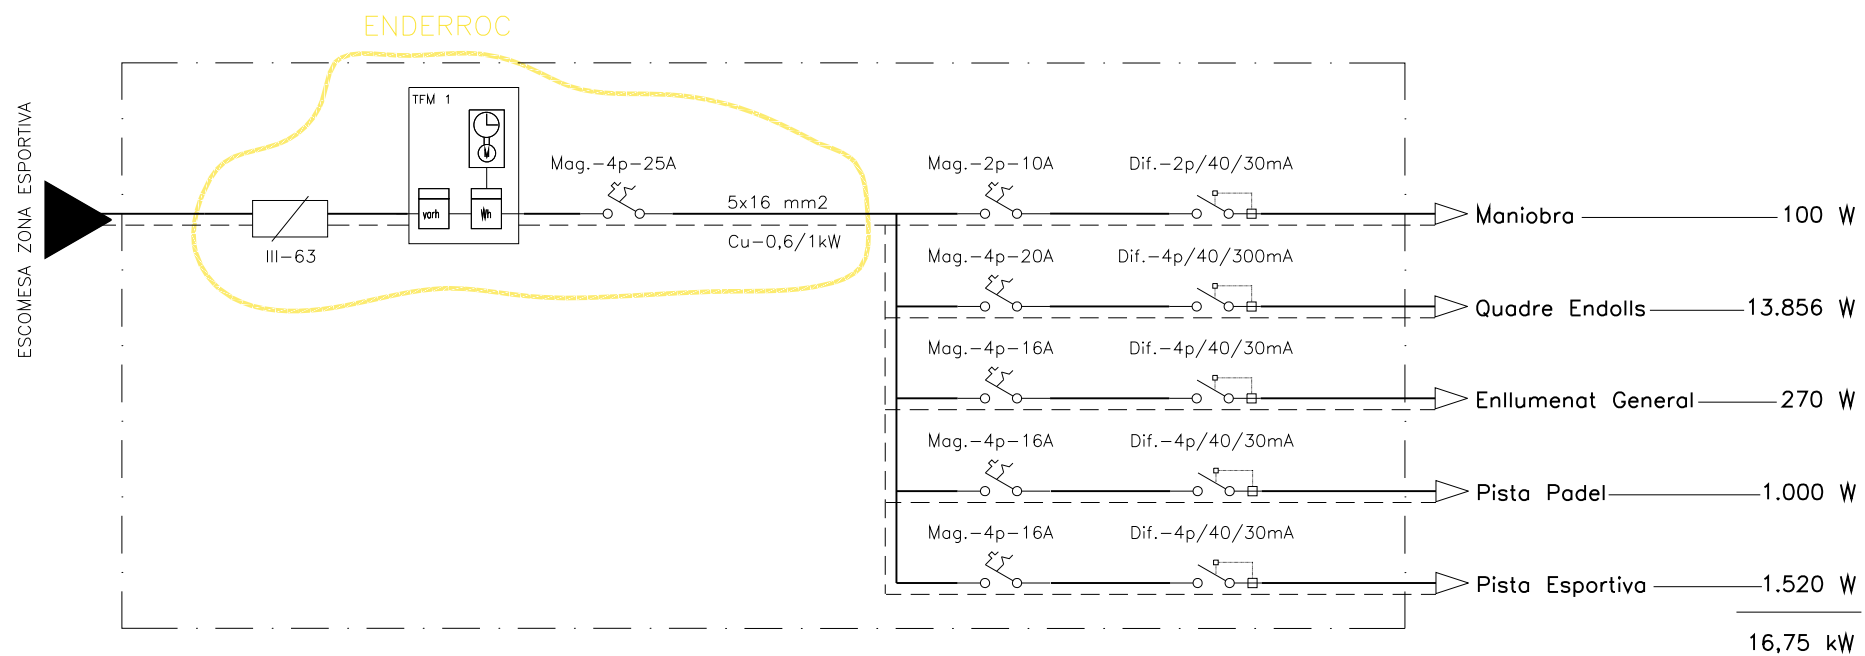 ENDERROC
ESCOMESA ZONA ESPORTIVA
TFM 1
W
varh
Wh
III-63
Mag.-4p-25A
5x16 mm2
Cu-0,6/1kW
Mag.-2p-10A
Dif.-2p/40/30mA
Maniobra 100 W
Mag.-4p-20A
Dif.-4p/40/300mA
Quadre Endolls 13.856 W
Mag.-4p-16A
Dif.-4p/40/30mA
Enllumenat General 270 W
Mag.-4p-16A
Dif.-4p/40/30mA
Pista Padel 1.000 W
Mag.-4p-16A
Dif.-4p/40/30mA
Pista Esportiva 1.520 W
16,75 kW